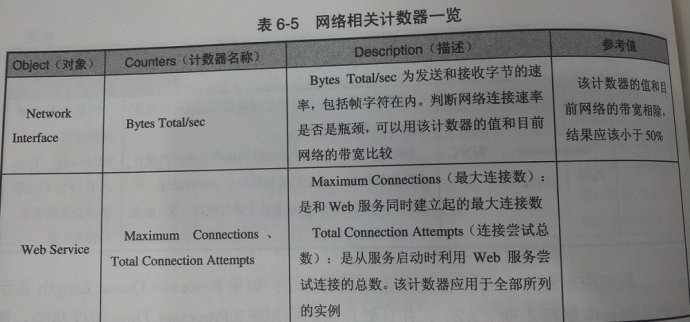 表 6-5 网络相关计数器一览
Object（对象）
Counters（计数器名称）
Description（描述）
参考值
Network
Interface
Bytes Total/sec
Bytes Total/sec 为发送和接收字节的速
率，包括帧字符在内。判断网络连接速率
是否是瓶颈，可以用该计数器的值和目前
网络的带宽比较
该计数器的值和目
前网络的带宽相除，
结果应该小于 50%
Web Service
Maximum Connections 、
Total Connection Attempts
Maximum Connections（最大连接数）：
是和 Web 服务同时建立起的最大连接数
Total Connection Attempts（连接尝试总
数）：是从服务启动时利用 Web 服务尝
试连接的总数。该计数器应用于全部所列
的实例